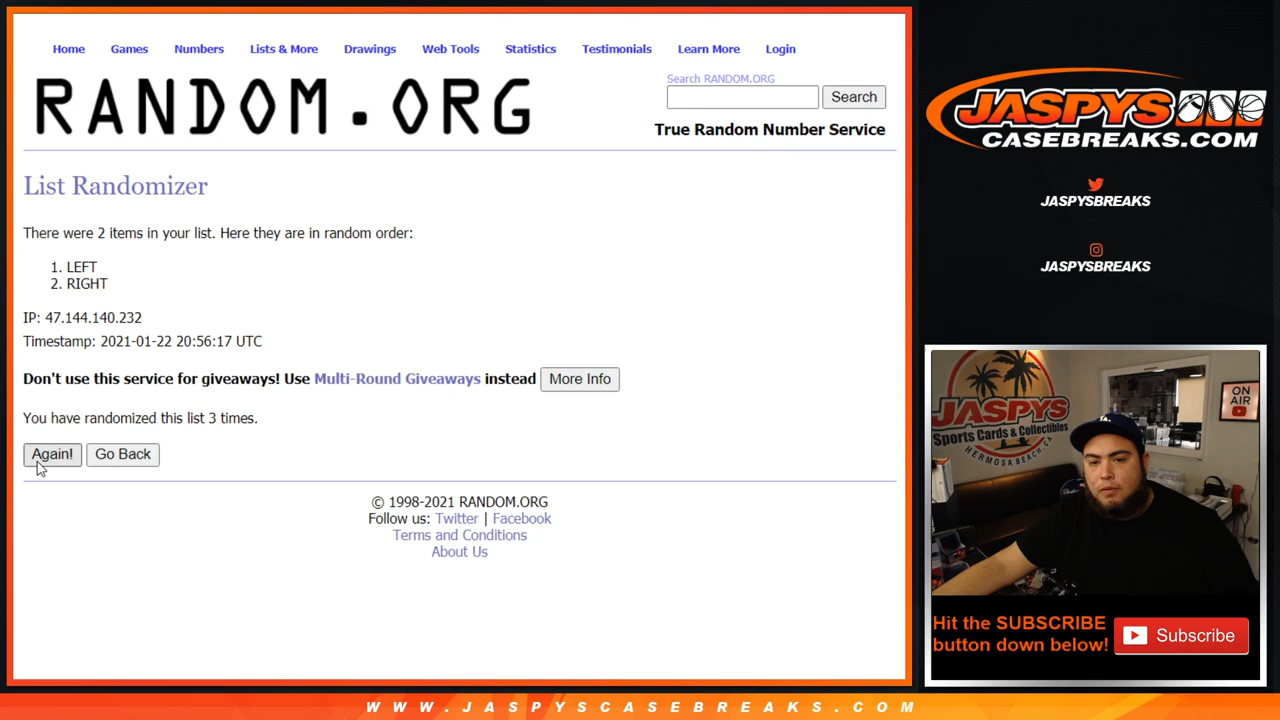 Home Games Numbers Lists & More Drawings Web Tools Statistics Testimonials Learn More Login
RANDOM.ORG
Search RANDOM.ORG
Search
True Random Number Service
List Randomizer
There were 2 items in your list. Here they are in random order:
1. LEFT
2. RIGHT
IP: 47.144.140.232
Timestamp: 2021-01-22 20:56:17 UTC
Don't use this service for giveaways! Use Multi-Round Giveaways instead More Info
You have randomized this list 3 times.
Again! Go Back
© 1998-2021 RANDOM.ORG
Follow us: Twitter | Facebook
Terms and Conditions
About Us
JASPYS
CASEBREAKS.COM
JASPYSBREAKS
JASPYSBREAKS
JASPYS
Sports Cards & Collectibles
HERMOSA BEACH, CA
ON AIR
Hit the SUBSCRIBE
button down below!
Subscribe
WWW.JASPYSCASEBREAKS.COM